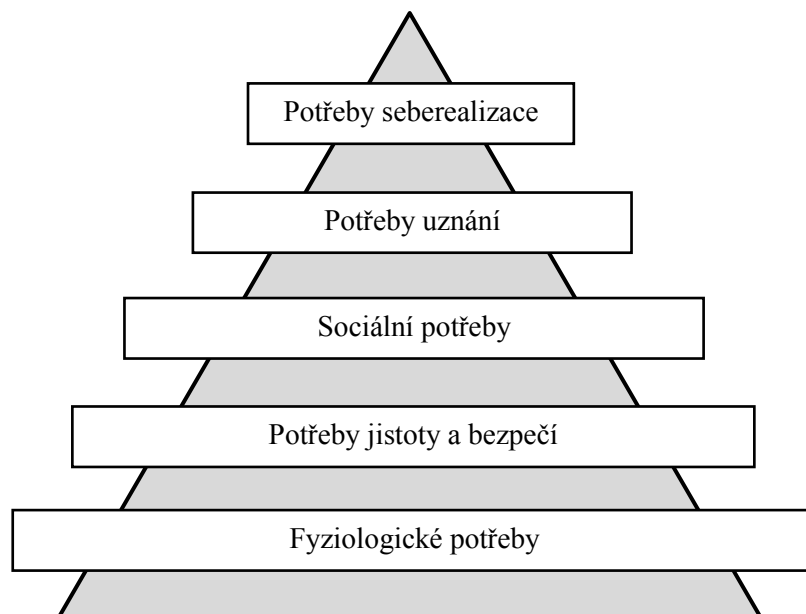 Potřeby seberealizace
Potřeby uznání
Sociální potřeby
Potřeby jistoty a bezpečí
Fyziologické potřeby